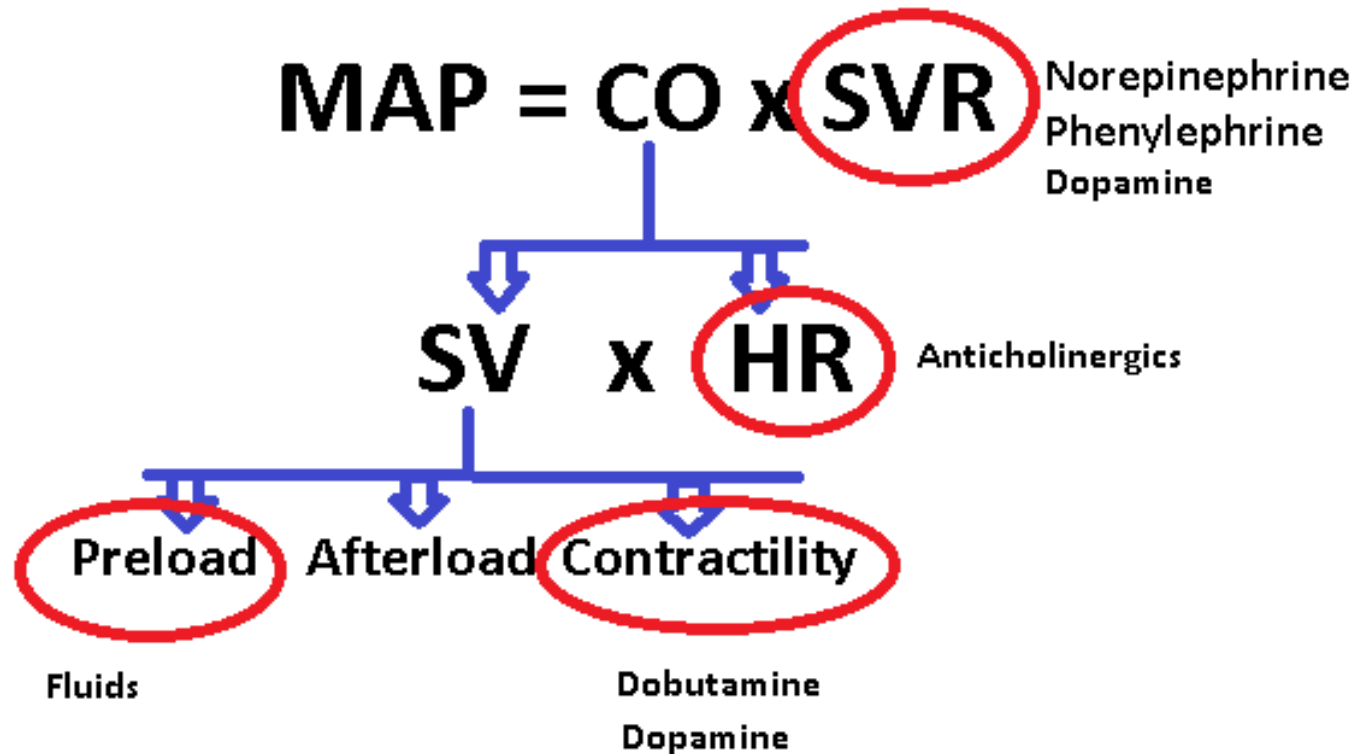 MAP = CO x SVR
Norepinephrine
Phenylephrine
Dopamine
SV x HR
Anticholinergics
Preload Afterload Contractility
Fluids
Dobutamine
Dopamine